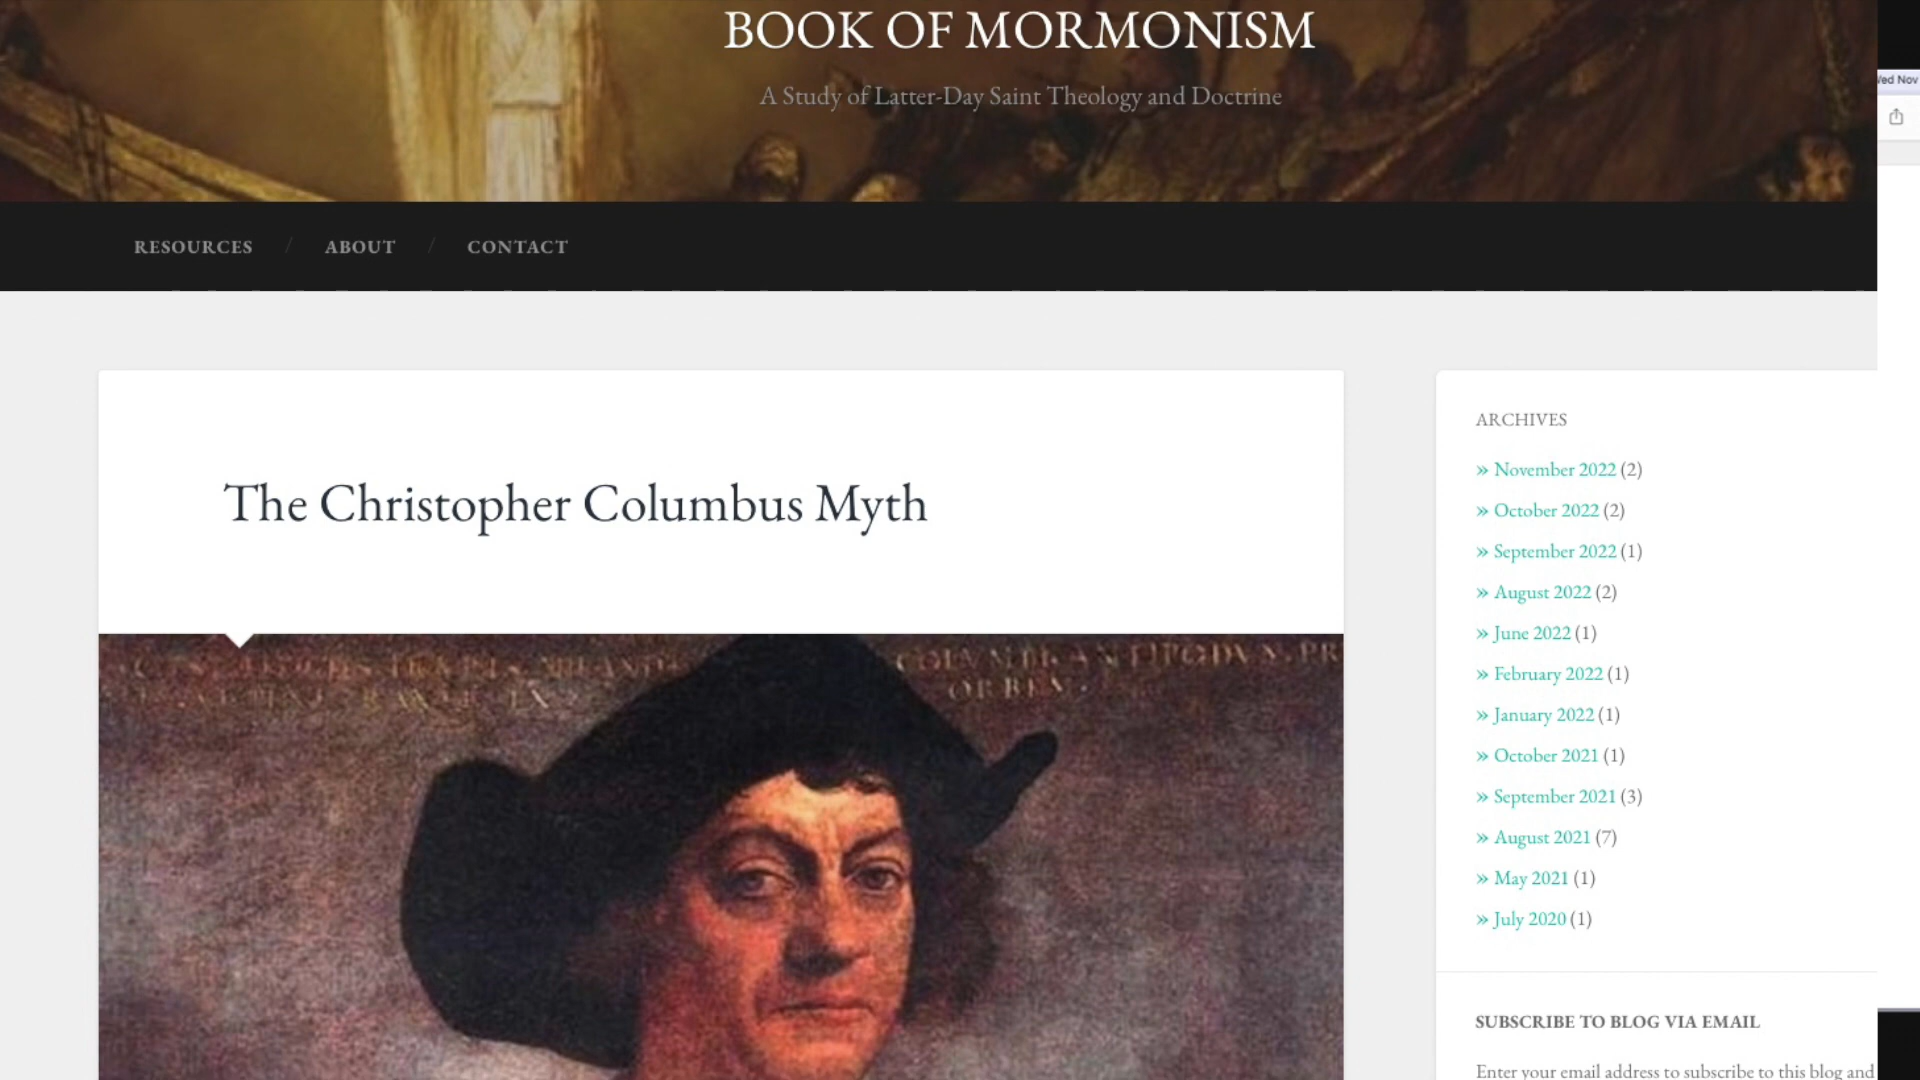 BOOK OF MORMONISM
A Study of Latter-Day Saint Theology and Doctrine
Wed Nov
RESOURCES / ABOUT / CONTACT
The Christopher Columbus Myth
ARCHIVES
» November 2022 (2)
» October 2022 (2)
» September 2022 (1)
» August 2022 (2)
» June 2022 (1)
» February 2022 (1)
» January 2022 (1)
» October 2021 (1)
» September 2021 (3)
» August 2021 (7)
» May 2021 (1)
» July 2020 (1)
SUBSCRIBE TO BLOG VIA EMAIL
Enter your email address to subscribe to this blog and